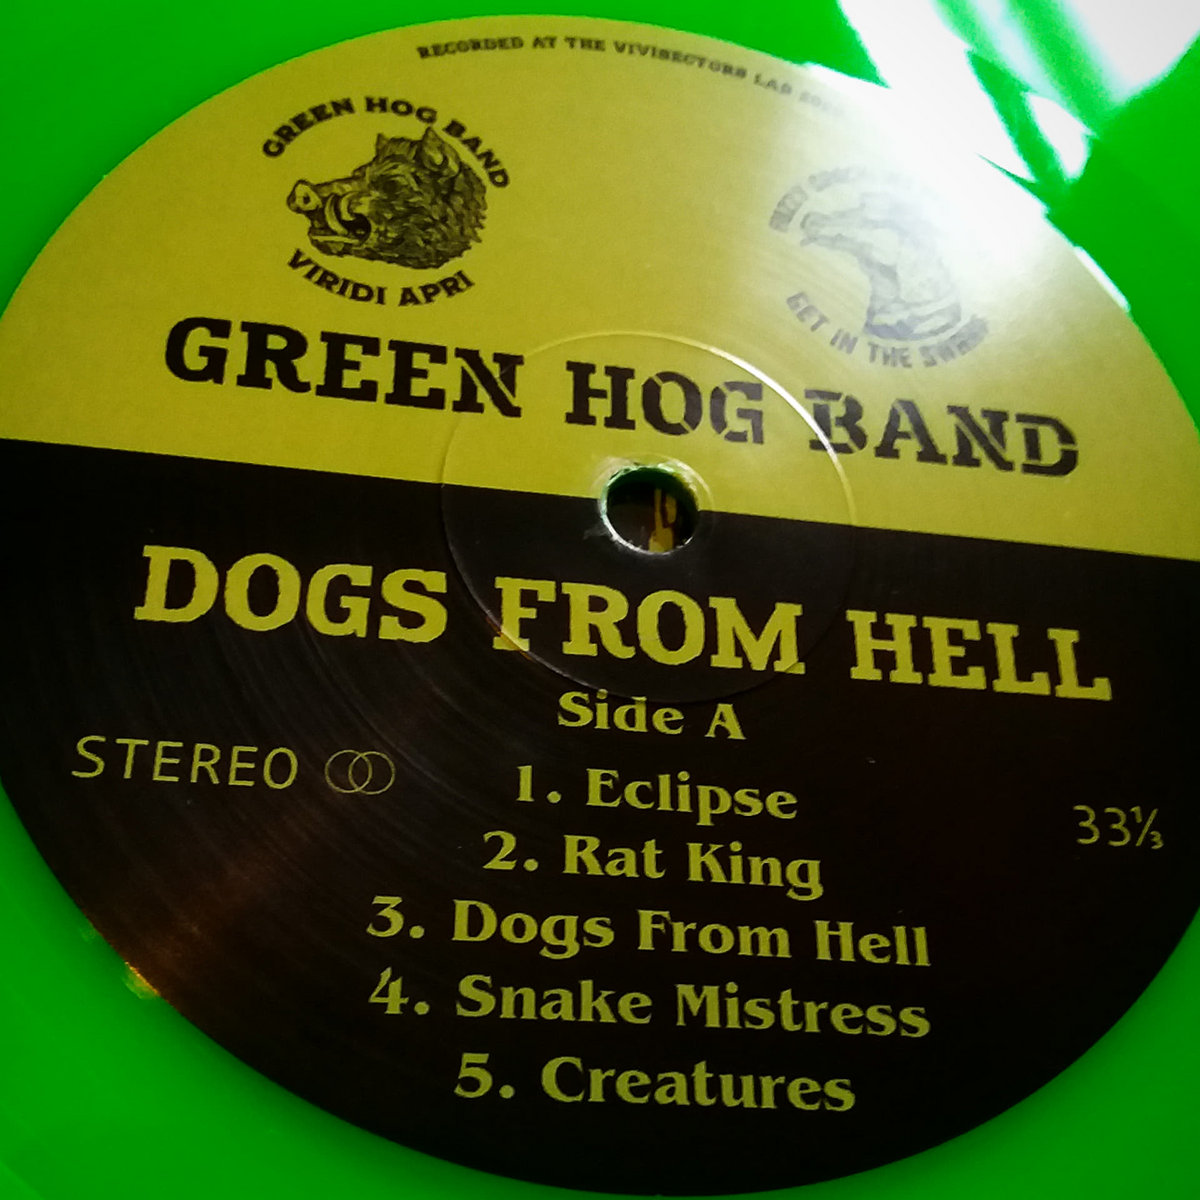 RECORDED AT THE VIVISECTORS LAB
GREEN HOG BAND
VIRIDI APRI
GET IN THE SWAMP
GREEN HOG BAND
DOGS FROM HELL
Side A
STEREO
33⅓
1. Eclipse
2. Rat King
3. Dogs From Hell
4. Snake Mistress
5. Creatures